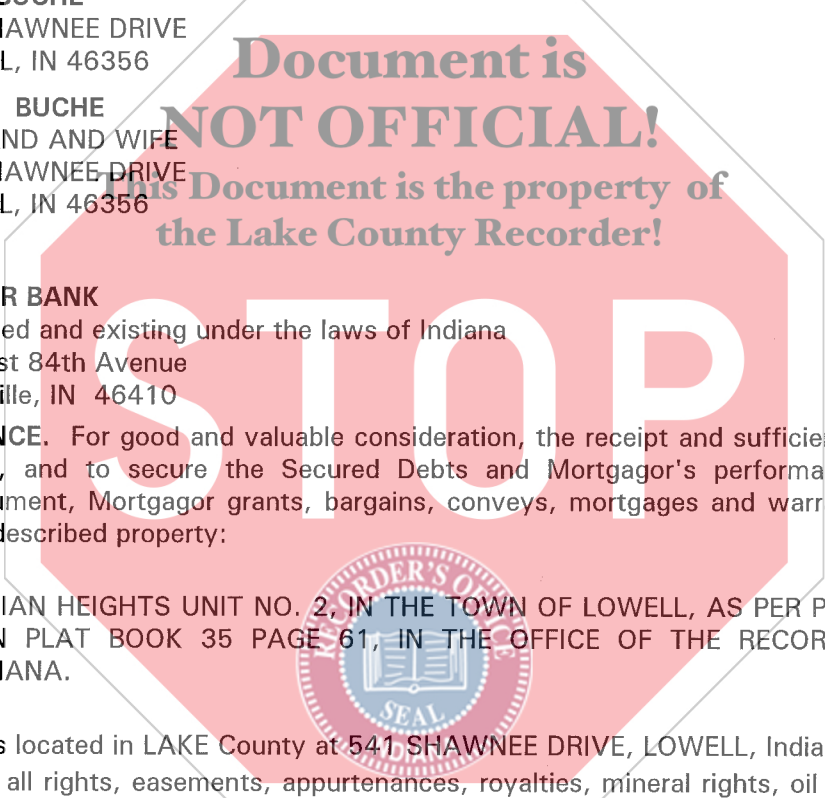 BUCHE
HAWNEE DRIVE
L, IN 46356
BUCHE
ND AND WIFE
HAWNEE DRIVE
L, IN 46356
Document is
NOT OFFICIAL!
This Document is the property of
the Lake County Recorder!
STOP
R BANK
ed and existing under the laws of Indiana
st 84th Avenue
ille, IN 46410
NCE. For good and valuable consideration, the receipt and sufficie
, and to secure the Secured Debts and Mortgagor's performa
ument, Mortgagor grants, bargains, conveys, mortgages and warr
described property:
IAN HEIGHTS UNIT NO. 2, IN THE TOWN OF LOWELL, AS PER P
N PLAT BOOK 35 PAGE 61, IN THE OFFICE OF THE RECOR
IANA.
RECORDER'S OFFICE
SEAL
INDIANA
s located in LAKE County at 541 SHAWNEE DRIVE, LOWELL, India
all rights, easements, appurtenances, royalties, mineral rights, oil